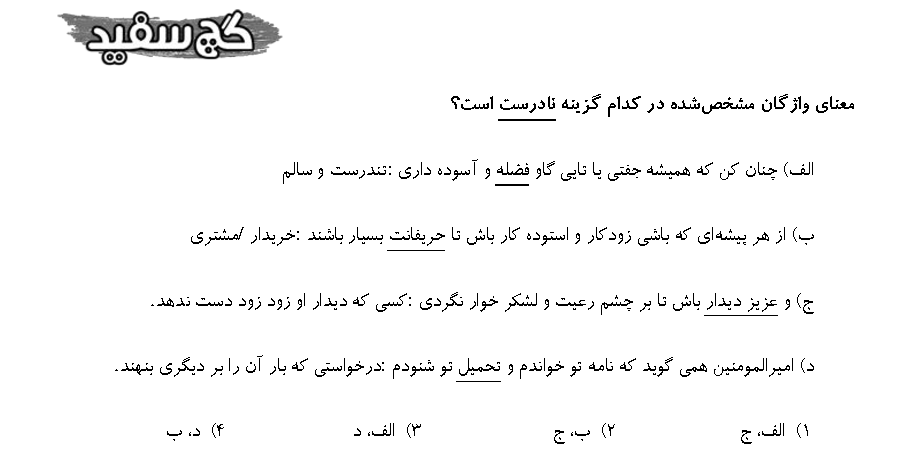 گچ سفید
معنای واژگان مشخص‌شده در کدام گزینه نادرست است؟
الف) چنان کن که همیشه جفتی یا تایی گاو فضله و آسوده داری :تندرست و سالم
ب) از هر پیشه‌ای که باشی زودکار و استوده کار باش تا حریفانت بسیار باشند :خریدار /مشتری
ج) و عزیز دیدار باش تا بر چشم رعیت و لشکر خوار نگردی :کسی که دیدار او زود زود دست ندهد.
د) امیرالمومنین همی گوید که نامه تو خواندم و تحمیل تو شنودم :درخواستی که بار آن را بر دیگری بنهند.
۱) الف، ج ۲) ب، ج ۳) الف، د ۴) د، ب